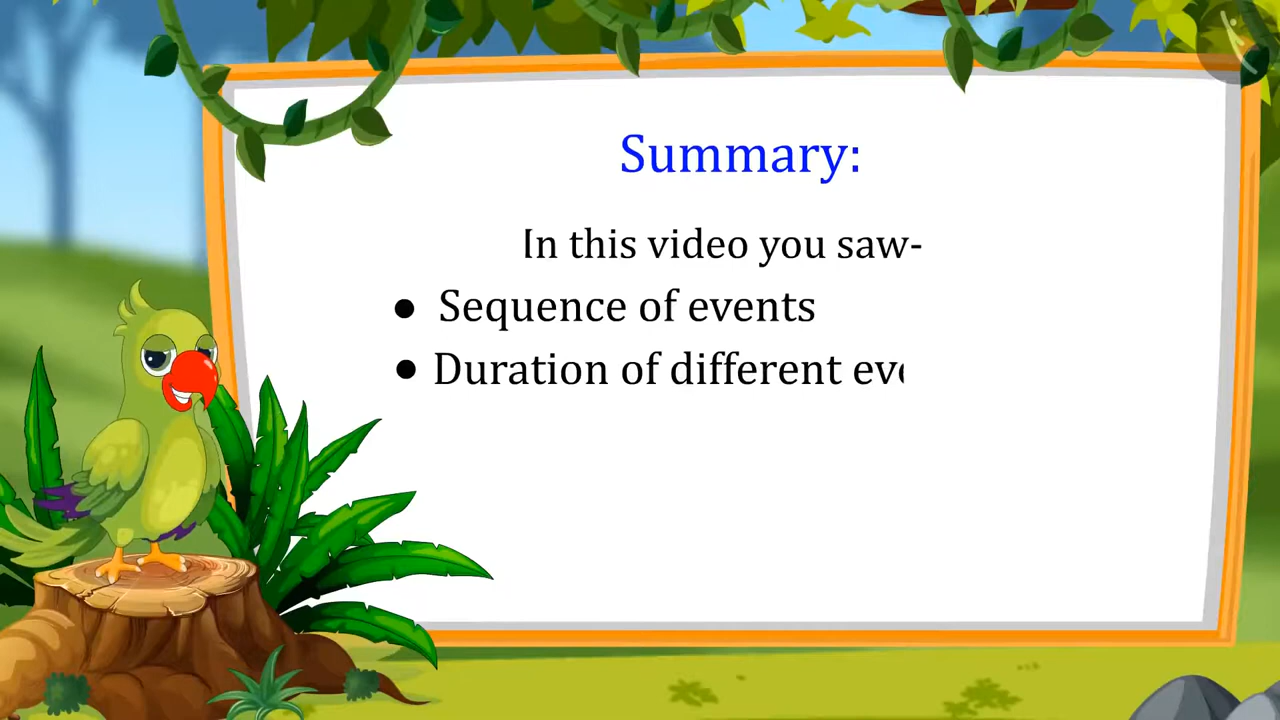 Summary:
In this video you saw-
● Sequence of events
● Duration of different